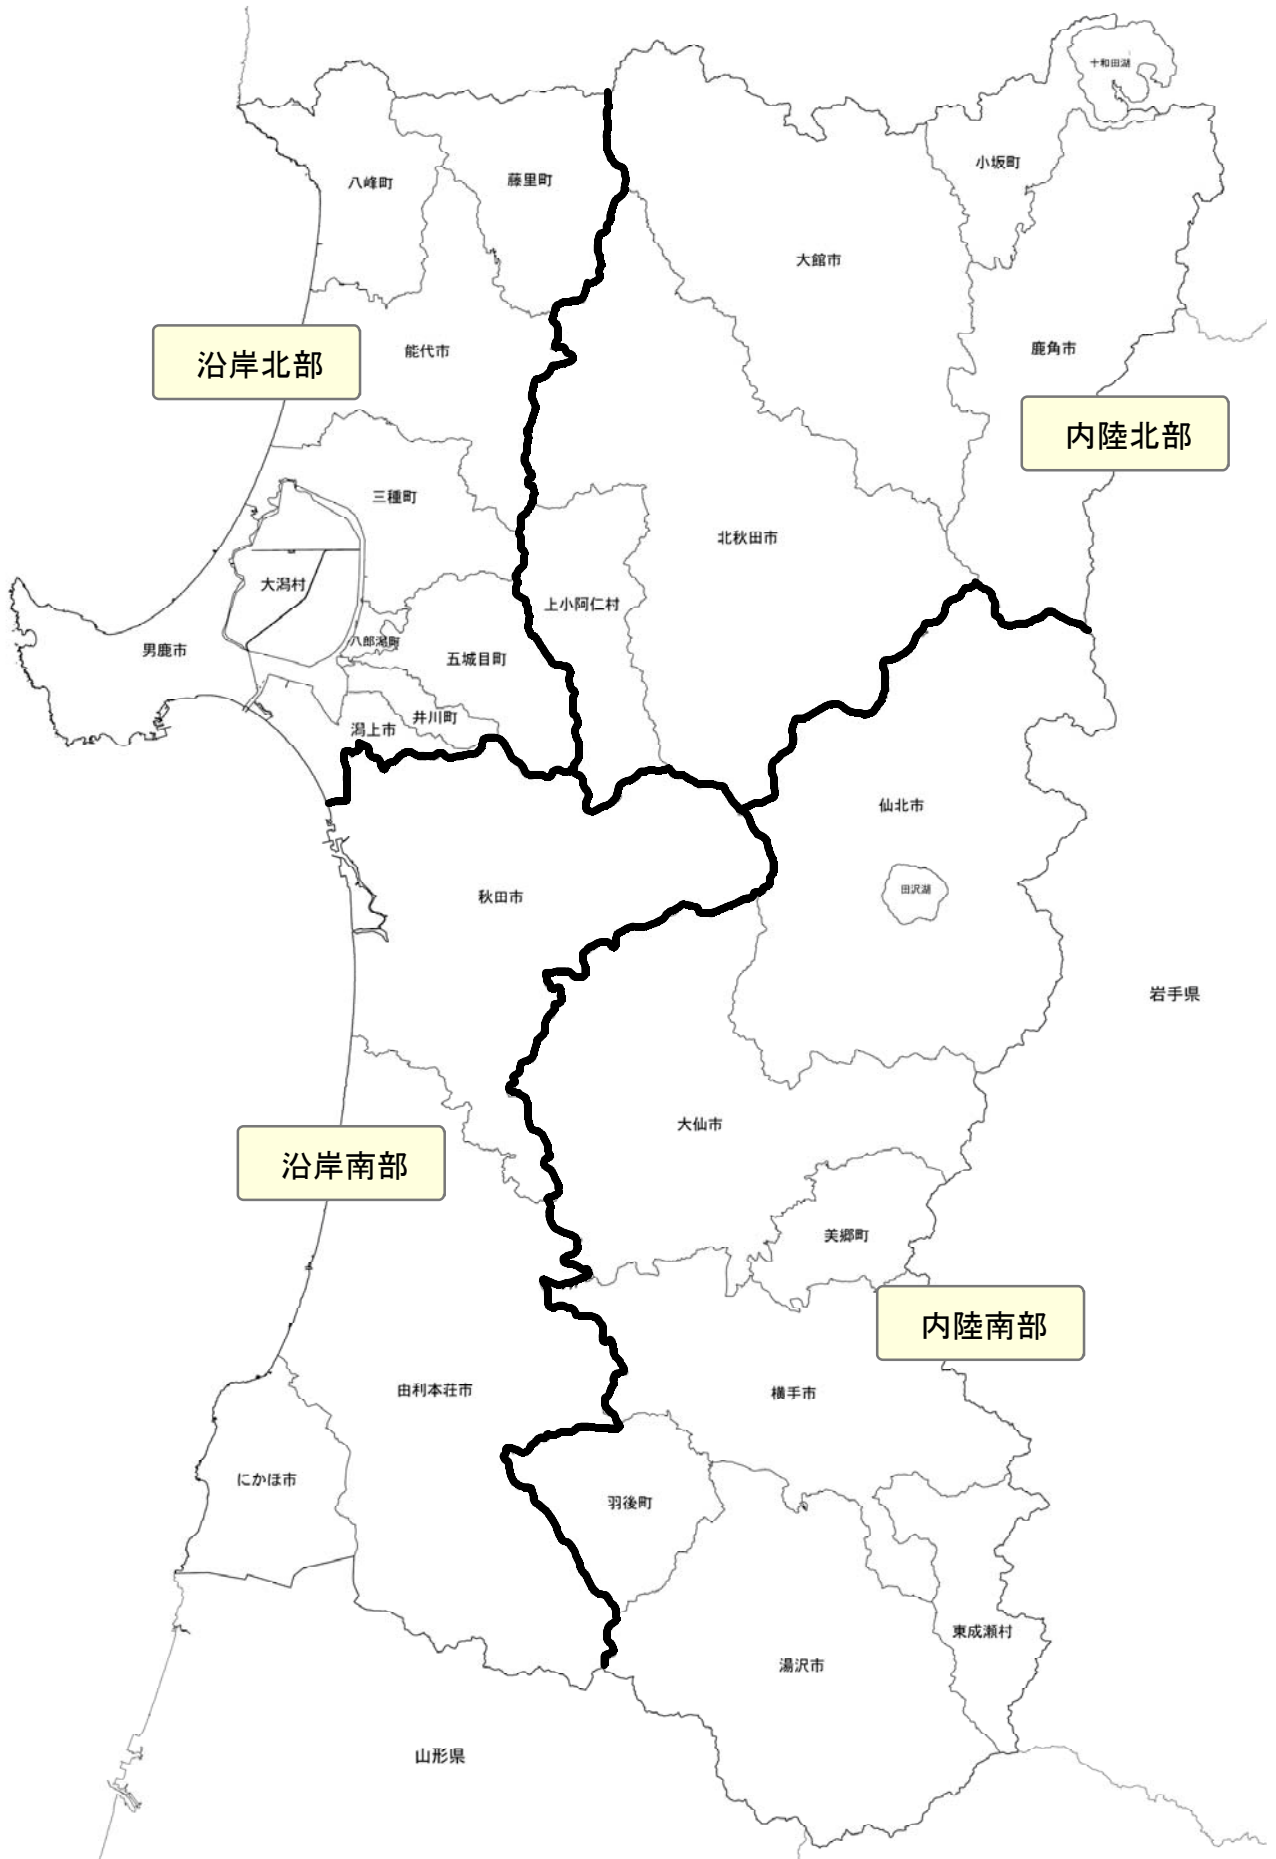 十和田湖
小坂町
八峰町
藤里町
大館市
沿岸北部
能代市
鹿角市
内陸北部
三種町
北秋田市
大潟村
上小阿仁村
男鹿市
八郎潟町
五城目町
潟上市
井川町
仙北市
田沢湖
秋田市
岩手県
大仙市
沿岸南部
美郷町
内陸南部
由利本荘市
横手市
にかほ市
羽後町
東成瀬村
湯沢市
山形県